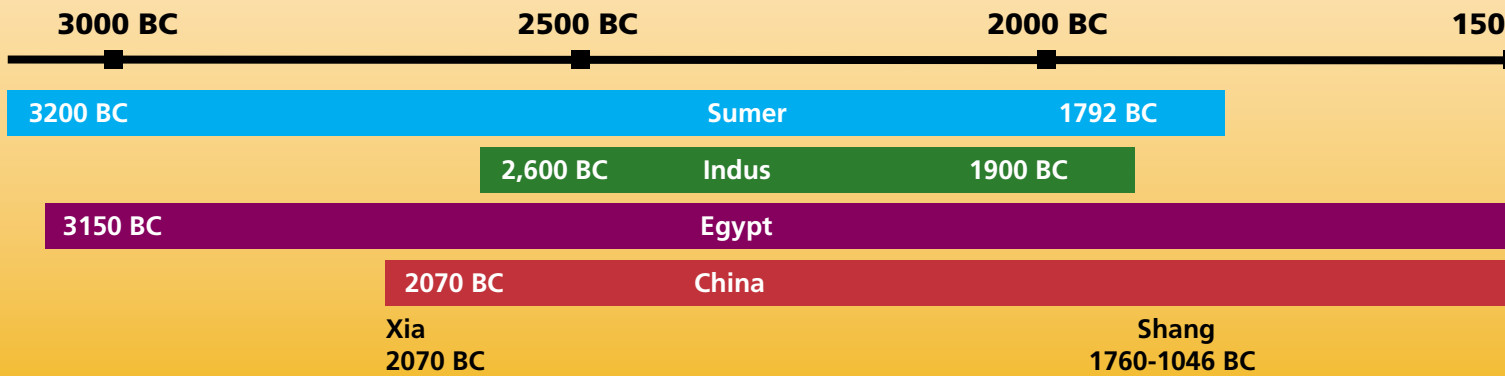 3000 BC 2500 BC 2000 BC 150
3200 BC Sumer 1792 BC
2,600 BC Indus 1900 BC
3150 BC Egypt
2070 BC China
Xia Shang
2070 BC 1760-1046 BC